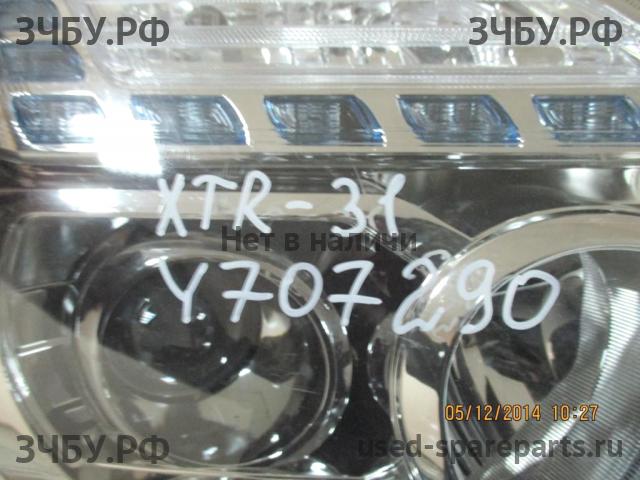 ЗЧБУ.РФ ЗЧБУ.РФ ЗЧБУ.РФ
XTR-31
Нет в наличи
Y707290
05/12/2014 10:27
ЗЧБУ.РФ used-spareparts.ru